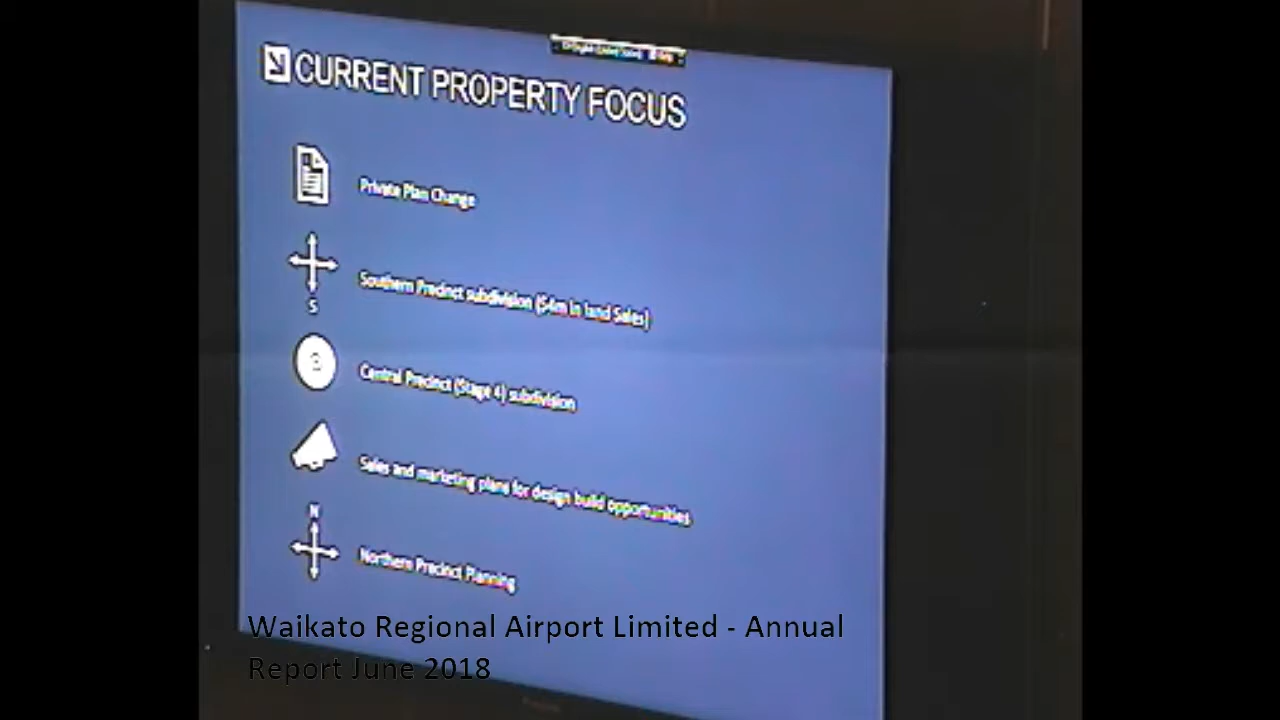 CURRENT PROPERTY FOCUS
Private Plan Change
Southern Precinct subdivision ($4m in land Sales)
S
3
Central Precinct (Stage 4) subdivision
Sales and marketing plans for design build opportunities
N
Northern Precinct Planning
Waikato Regional Airport Limited - Annual
Report June 2018